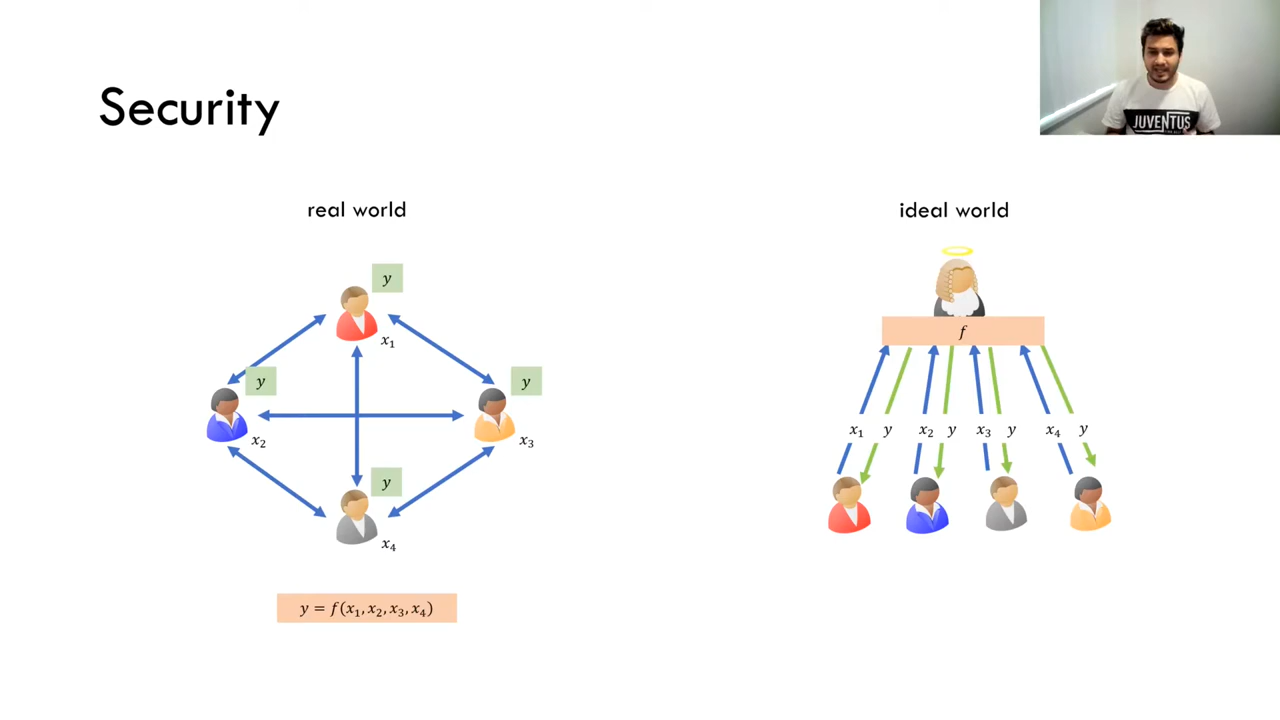 Security
JUVENTUS
real world
ideal world
y
x₁
y
x₂
y
x₃
y
x₄
y = f(x₁, x₂, x₃, x₄)
f
x₁ y x₂ y x₃ y x₄ y